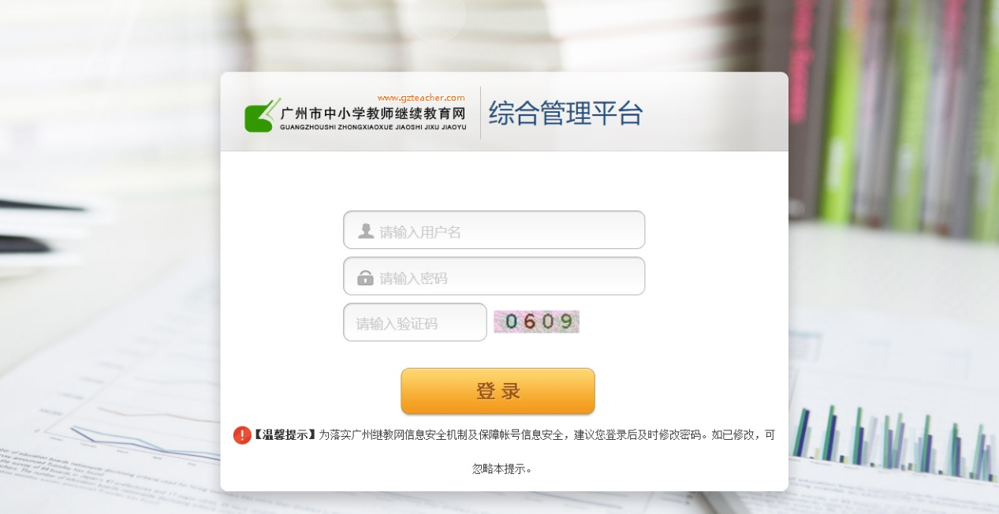 www.gzteacher.com
广州市中小学教师继续教育网
GUANGZHOUSHI ZHONGXIAOXUE JIAOSHI JIXU JIAOYU
综合管理平台
请输入用户名
请输入密码
请输入验证码
0609
登录
【温馨提示】为落实广州继教网信息安全机制及保障帐号信息安全，建议您登录后及时修改密码。如已修改，可
忽略本提示。